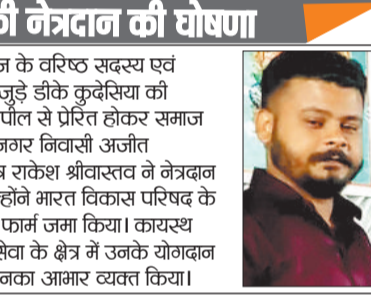 की नेत्रदान की घोषणा
न के वरिष्ठ सदस्य एवं
जुड़े डीके कुदेसिया की
पील से प्रेरित होकर समाज
नगर निवासी अजीत
त्र राकेश श्रीवास्तव ने नेत्रदान
न्होंने भारत विकास परिषद के
फार्म जमा किया। कायस्थ
सेवा के क्षेत्र में उनके योगदान
नका आभार व्यक्त किया।